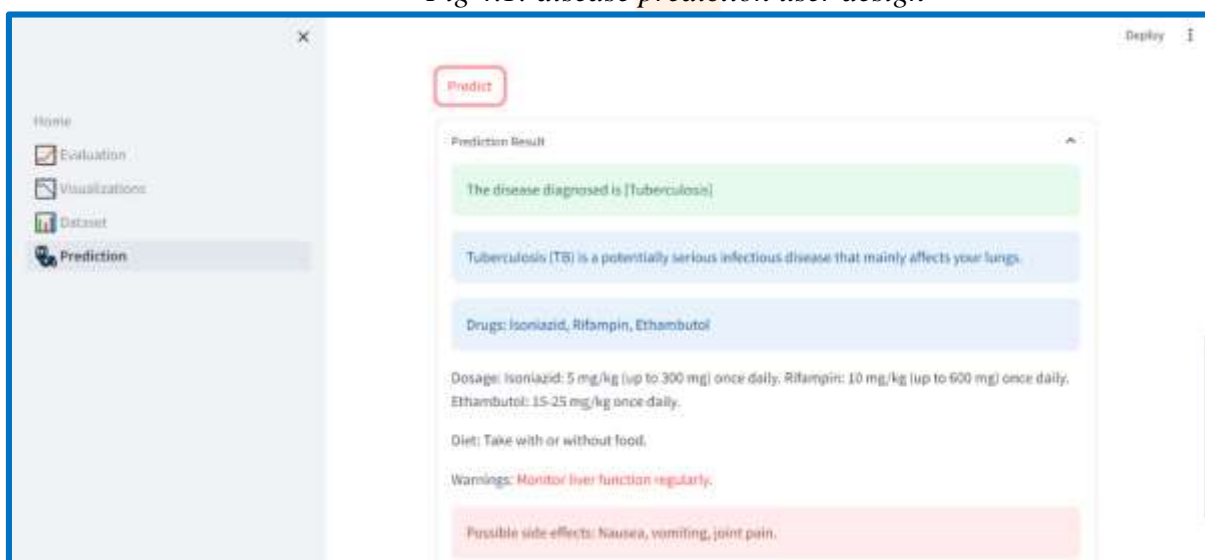 Fig 4.1: disease prediction user design
Deploy
Predict
Home
Evaluation
Visualizations
Dataset
Prediction
Prediction Result
The disease diagnosed is [Tuberculosis]
Tuberculosis (TB) is a potentially serious infectious disease that mainly affects your lungs.
Drugs: Isoniazid, Rifampin, Ethambutol
Dosage: Isoniazid: 5 mg/kg (up to 300 mg) once daily. Rifampin: 10 mg/kg (up to 600 mg) once daily.
Ethambutol: 15-25 mg/kg once daily.
Diet: Take with or without food.
Warnings: Monitor liver function regularly.
Possible side effects: Nausea, vomiting, joint pain.